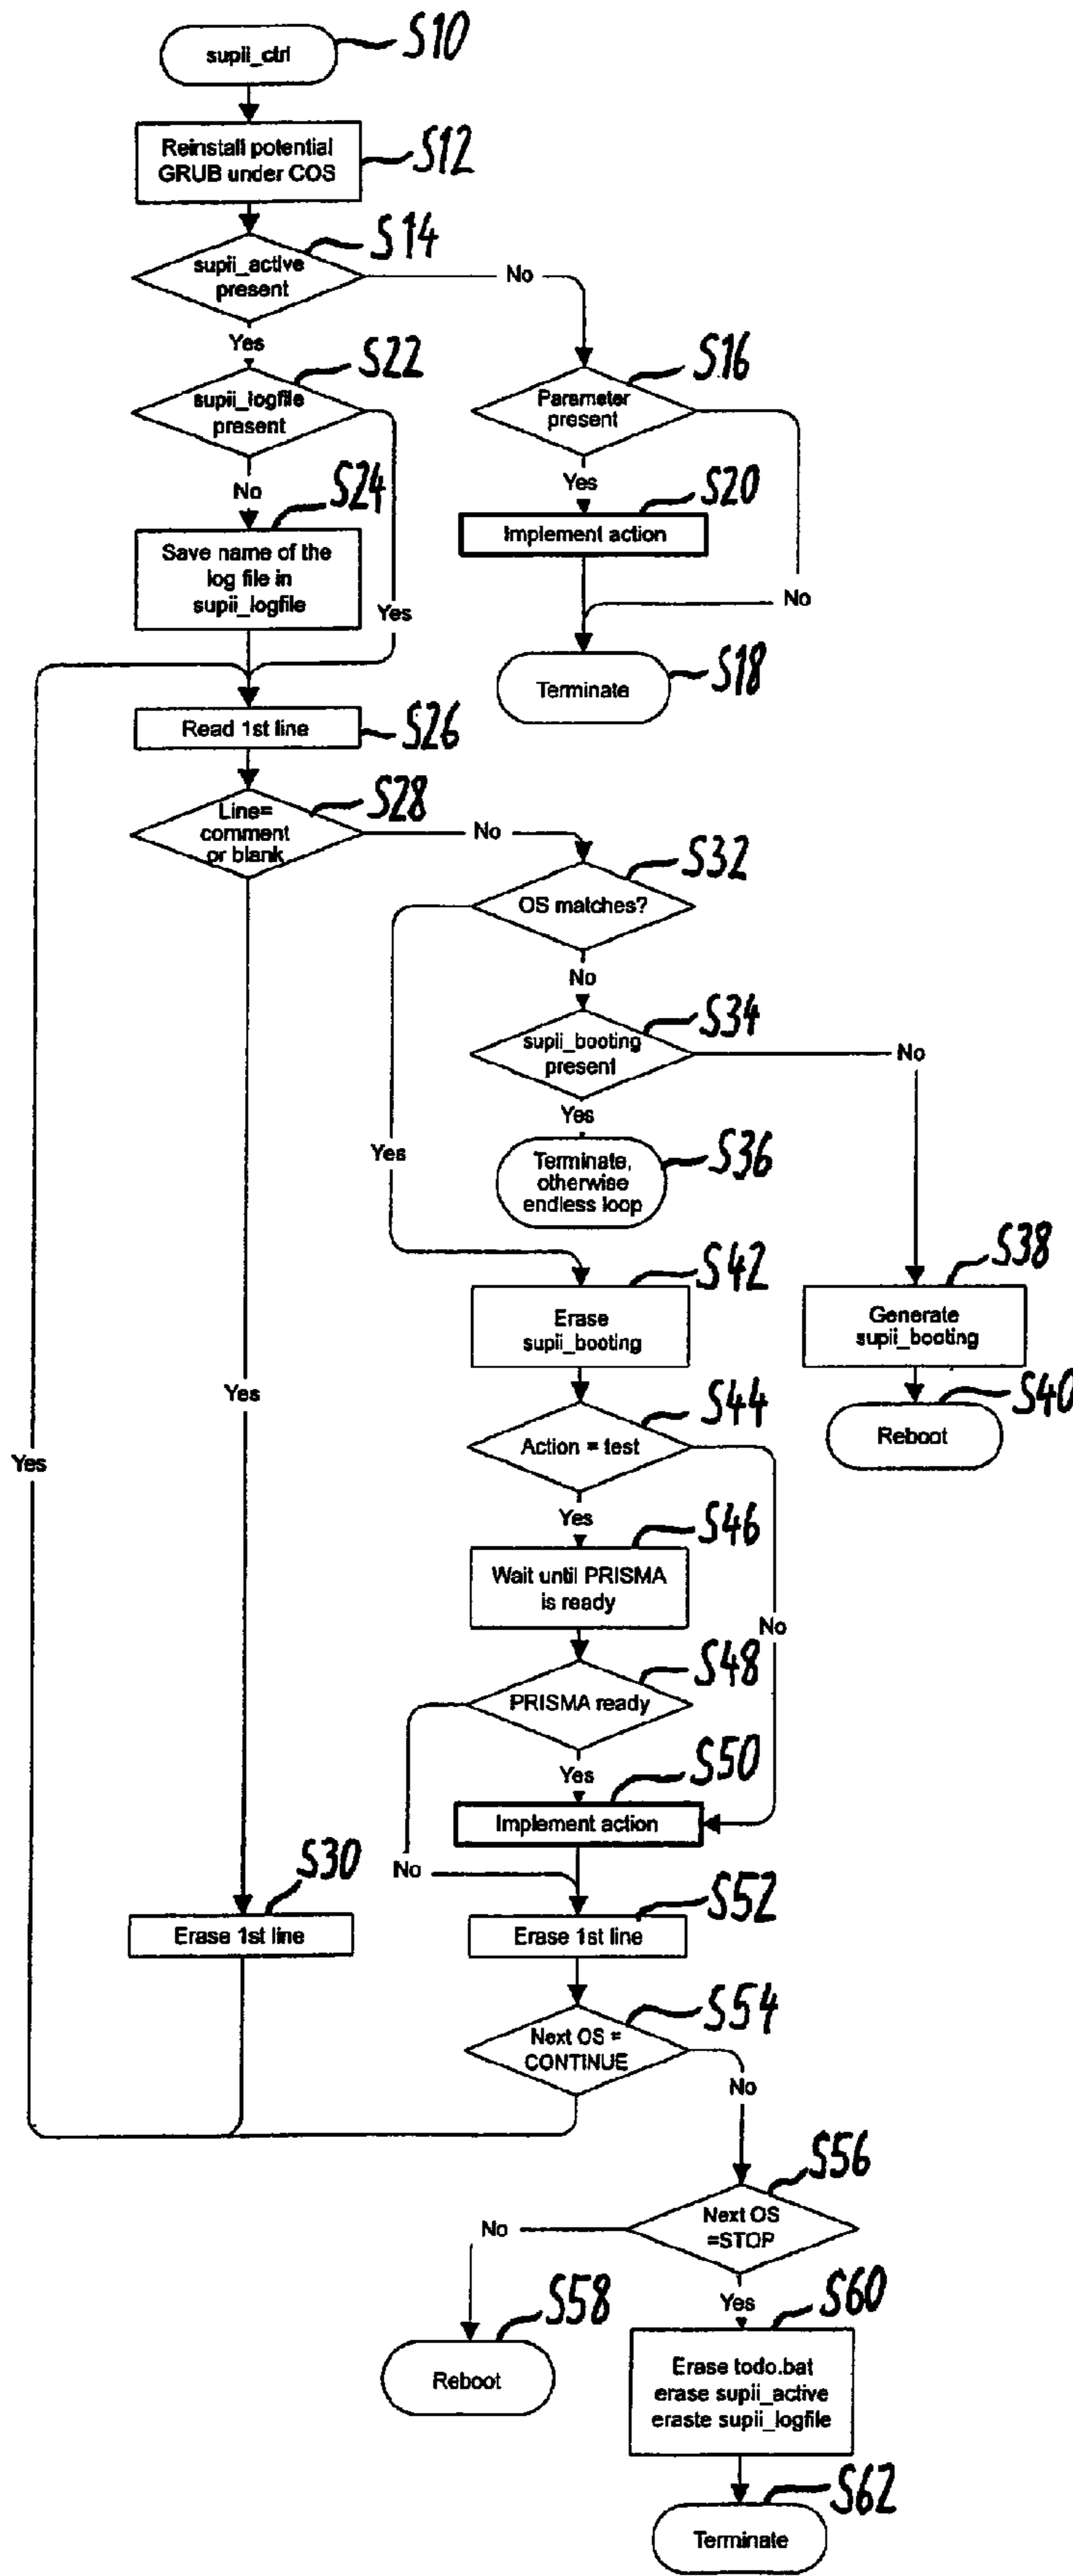 supii_ctrl
S10
Reinstall potential
GRUB under COS
S12
supii_active
present
S14
No
Yes
supii_logfile
present
S22
Parameter
present
S16
No
Yes
Save name of the
log file in
supii_logfile
S24
Implement action
S20
Yes
No
Terminate
S18
Read 1st line
S26
Line=
comment
or blank
S28
No
OS matches?
S32
No
supii_booting
present
S34
No
Yes
Yes
Terminate,
otherwise
endless loop
S36
Erase
supii_booting
S42
Generate
supii_booting
S38
Yes
Action = test
S44
Reboot
S40
Yes
Yes
Wait until PRISMA
is ready
S46
No
PRISMA ready
S48
Yes
Implement action
S50
No
Erase 1st line
S30
Erase 1st line
S52
Next OS =
CONTINUE
S54
No
Next OS
=STOP
S56
No
Yes
Reboot
S58
Erase todo.bat
erase supii_active
eraste supii_logfile
S60
Terminate
S62